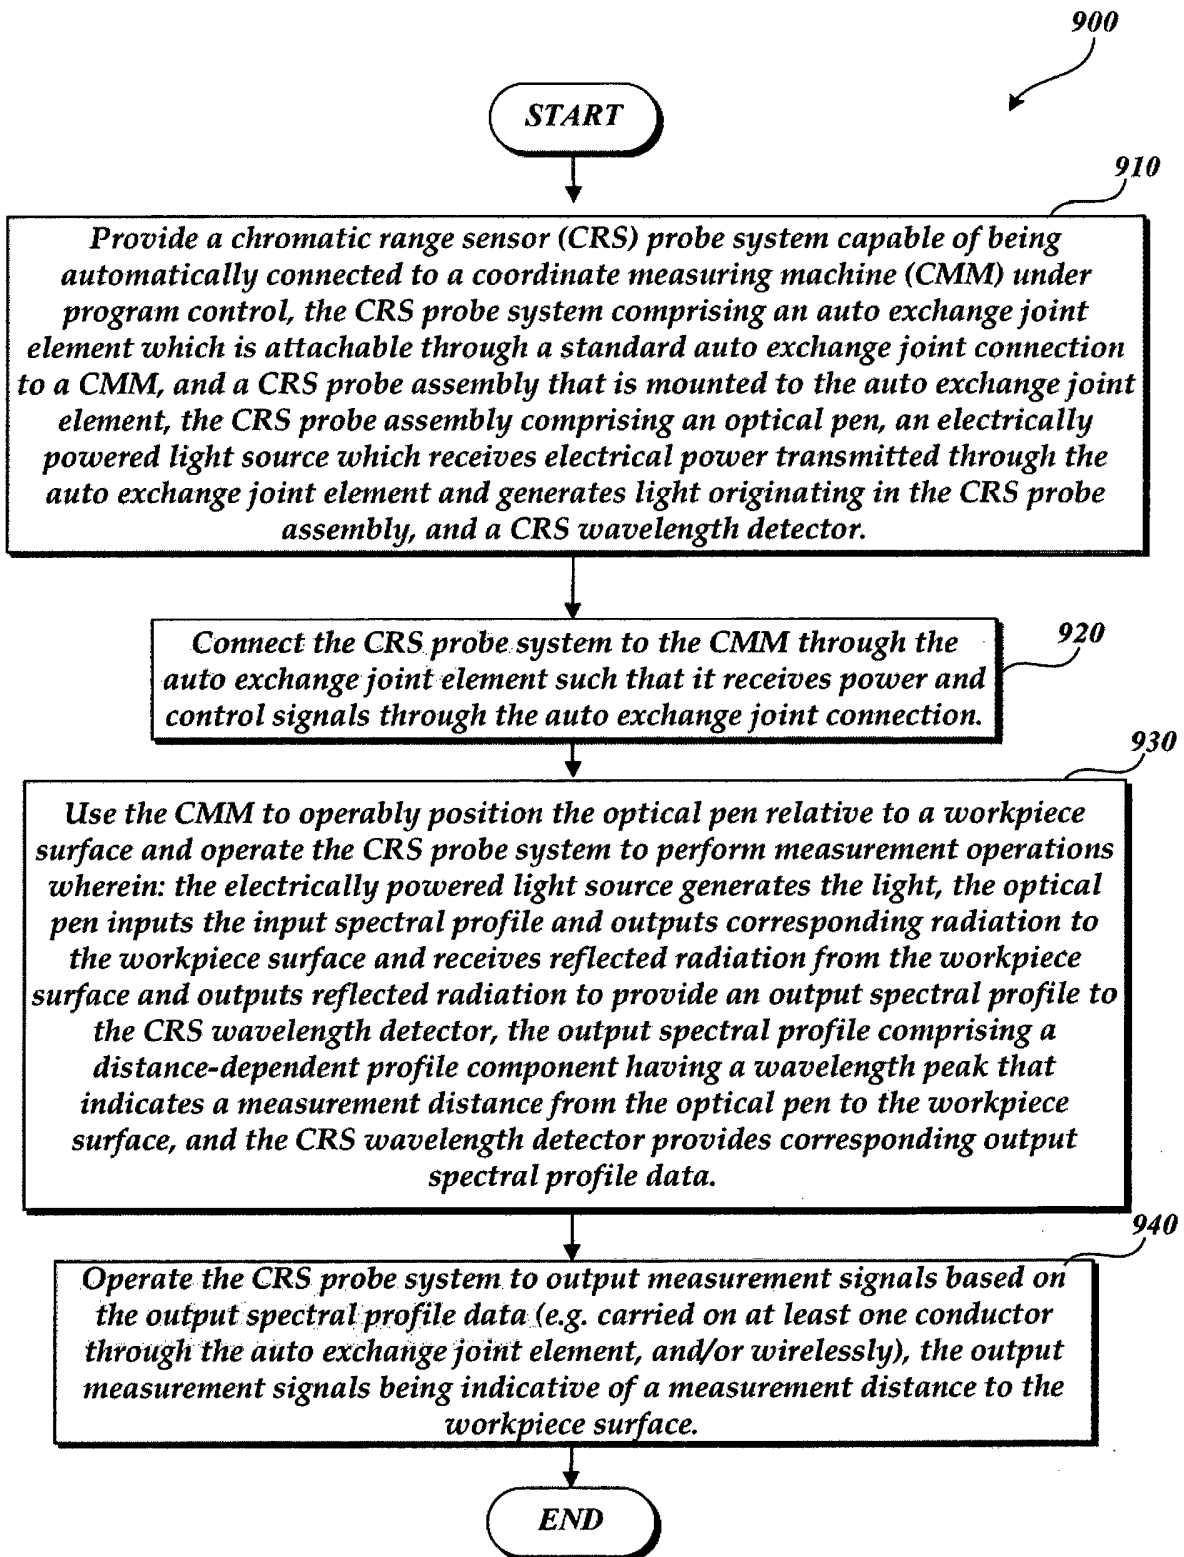 900
START
910
Provide a chromatic range sensor (CRS) probe system capable of being
automatically connected to a coordinate measuring machine (CMM) under
program control, the CRS probe system comprising an auto exchange joint
element which is attachable through a standard auto exchange joint connection
to a CMM, and a CRS probe assembly that is mounted to the auto exchange joint
element, the CRS probe assembly comprising an optical pen, an electrically
powered light source which receives electrical power transmitted through the
auto exchange joint element and generates light originating in the CRS probe
assembly, and a CRS wavelength detector.
920
Connect the CRS probe system to the CMM through the
auto exchange joint element such that it receives power and
control signals through the auto exchange joint connection.
930
Use the CMM to operably position the optical pen relative to a workpiece
surface and operate the CRS probe system to perform measurement operations
wherein: the electrically powered light source generates the light, the optical
pen inputs the input spectral profile and outputs corresponding radiation to
the workpiece surface and receives reflected radiation from the workpiece
surface and outputs reflected radiation to provide an output spectral profile to
the CRS wavelength detector, the output spectral profile comprising a
distance-dependent profile component having a wavelength peak that
indicates a measurement distance from the optical pen to the workpiece
surface, and the CRS wavelength detector provides corresponding output
spectral profile data.
940
Operate the CRS probe system to output measurement signals based on
the output spectral profile data (e.g. carried on at least one conductor
through the auto exchange joint element, and/or wirelessly), the output
measurement signals being indicative of a measurement distance to the
workpiece surface.
END